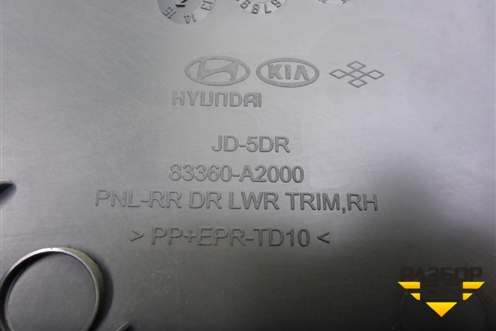 HYUNDAI
KIA
JD-5DR
83360-A2000
PNL-RR DR LWR TRIM,RH
> PP+EPR-TD10 <
РАЗБОР